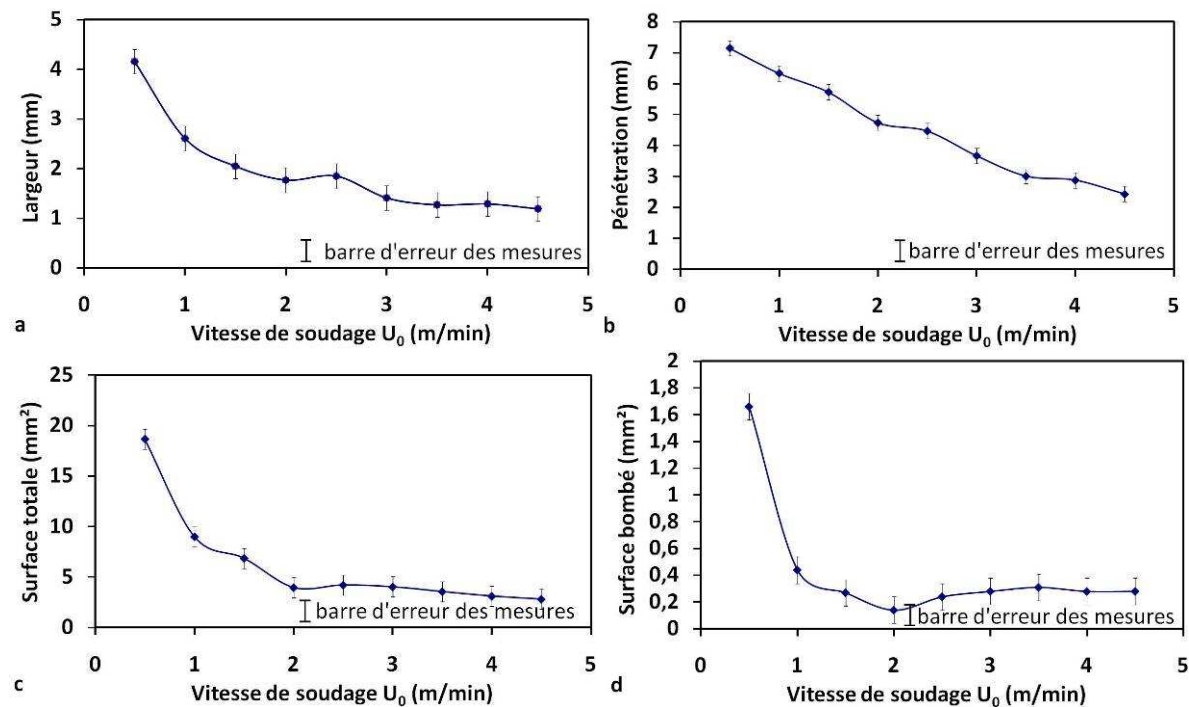 5
4
3
2
1
0
Largeur (mm)
barre d'erreur des mesures
0 1 2 3 4 5
a
Vitesse de soudage U₀ (m/min)
8
7
6
5
4
3
2
1
0
Pénétration (mm)
barre d'erreur des mesures
0 1 2 3 4 5
b
Vitesse de soudage U₀ (m/min)
25
20
15
10
5
0
Surface totale (mm²)
barre d'erreur des mesures
0 1 2 3 4 5
c
Vitesse de soudage U₀ (m/min)
2
1,8
1,6
1,4
1,2
1
0,8
0,6
0,4
0,2
0
Surface bombé (mm²)
barre d'erreur des mesures
0 1 2 3 4 5
d
Vitesse de soudage U₀ (m/min)